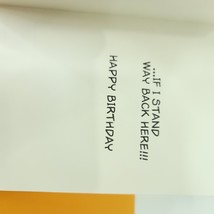 ...IF I STAND
WAY BACK HERE!!!
HAPPY BIRTHDAY